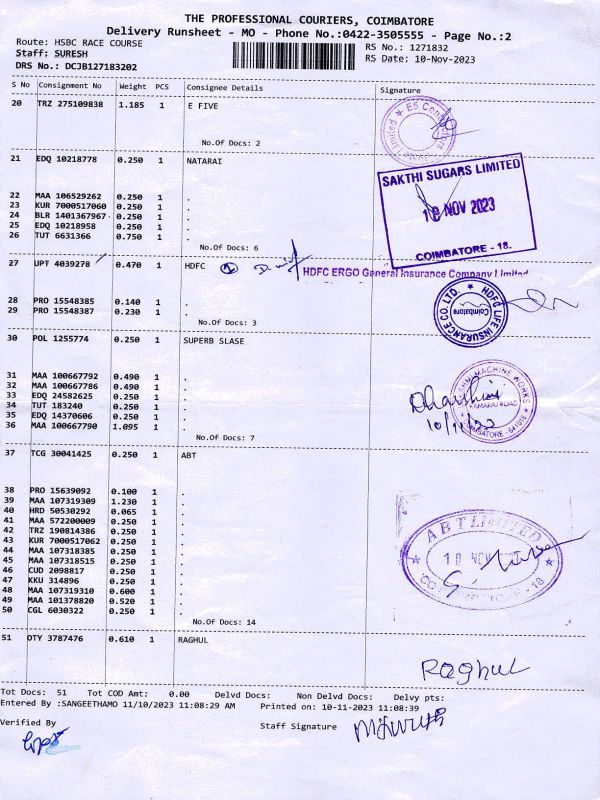 THE PROFESSIONAL COURIERS, COIMBATORE
Delivery Runsheet - MO - Phone No.:0422-3505555 - Page No.:2
Route: HSBC RACE COURSE
RS No.: 1271832
Staff: SURESH
RS Date: 10-Nov-2023
DRS No.: DCJB127183202
S No Consignment No Weight PCS Consignee Details Signature
20 TRZ 275109838 1.185 1 E FIVE
No.Of Docs: 2
21 EDQ 10218778 0.250 1 NATARAI
SAKTHI SUGARS LIMITED
22 MAA 106529262 0.250 1 .
23 KUR 7000517060 0.250 1 .
24 BLR 1401367967 0.250 1 .
25 EDQ 10218958 0.250 1 .
26 TUT 6631366 0.750 1 .
10 NOV 2023
No.Of Docs: 6
COIMBATORE - 18.
27 UPT 4039278 0.470 1 HDFC 2
HDFC ERGO General Insurance Company Limited
28 PRO 15548385 0.140 1 .
29 PRO 15548387 0.230 1 .
HDFC LIFE INSURANCE CO. LTD.
Coimbatore
No.Of Docs: 3
30 POL 1255774 0.250 1 SUPERB SLASE
31 MAA 100667792 0.490 1 .
32 MAA 100667786 0.490 1 .
33 EDQ 24582625 0.250 1 .
34 TUT 183240 0.250 1 .
35 EDQ 14370606 0.250 1 .
36 MAA 100667790 1.095 1 .
MACHINE WORKS
Dharshini
No.Of Docs: 7
37 TCG 30041425 0.250 1 ABT
38 PRO 15639092 0.100 1 .
39 MAA 107319309 1.230 1 .
40 HRD 50530292 0.065 1 .
41 MAA 572200009 0.250 1 .
42 TRZ 190814386 0.250 1 .
43 KUR 7000517062 0.250 1 .
44 MAA 107318385 0.250 1 .
45 MAA 107318515 0.250 1 .
46 CUD 2098817 0.250 1 .
47 KKU 314896 0.250 1 .
48 MAA 107319310 0.600 1 .
49 MAA 101378820 0.520 1 .
50 CGL 6030322 0.250 1 .
ABT LIMITED
10 NOV
No.Of Docs: 14
51 DTY 3787476 0.610 1 RAGHUL
Raghul
Tot Docs: 51 Tot COD Amt: 0.00 Delvd Docs: Non Delvd Docs: Delvy pts:
Entered By :SANGEETHAMO 11/10/2023 11:08:29 AM Printed on: 10-11-2023 11:08:39
Verified By
Staff Signature